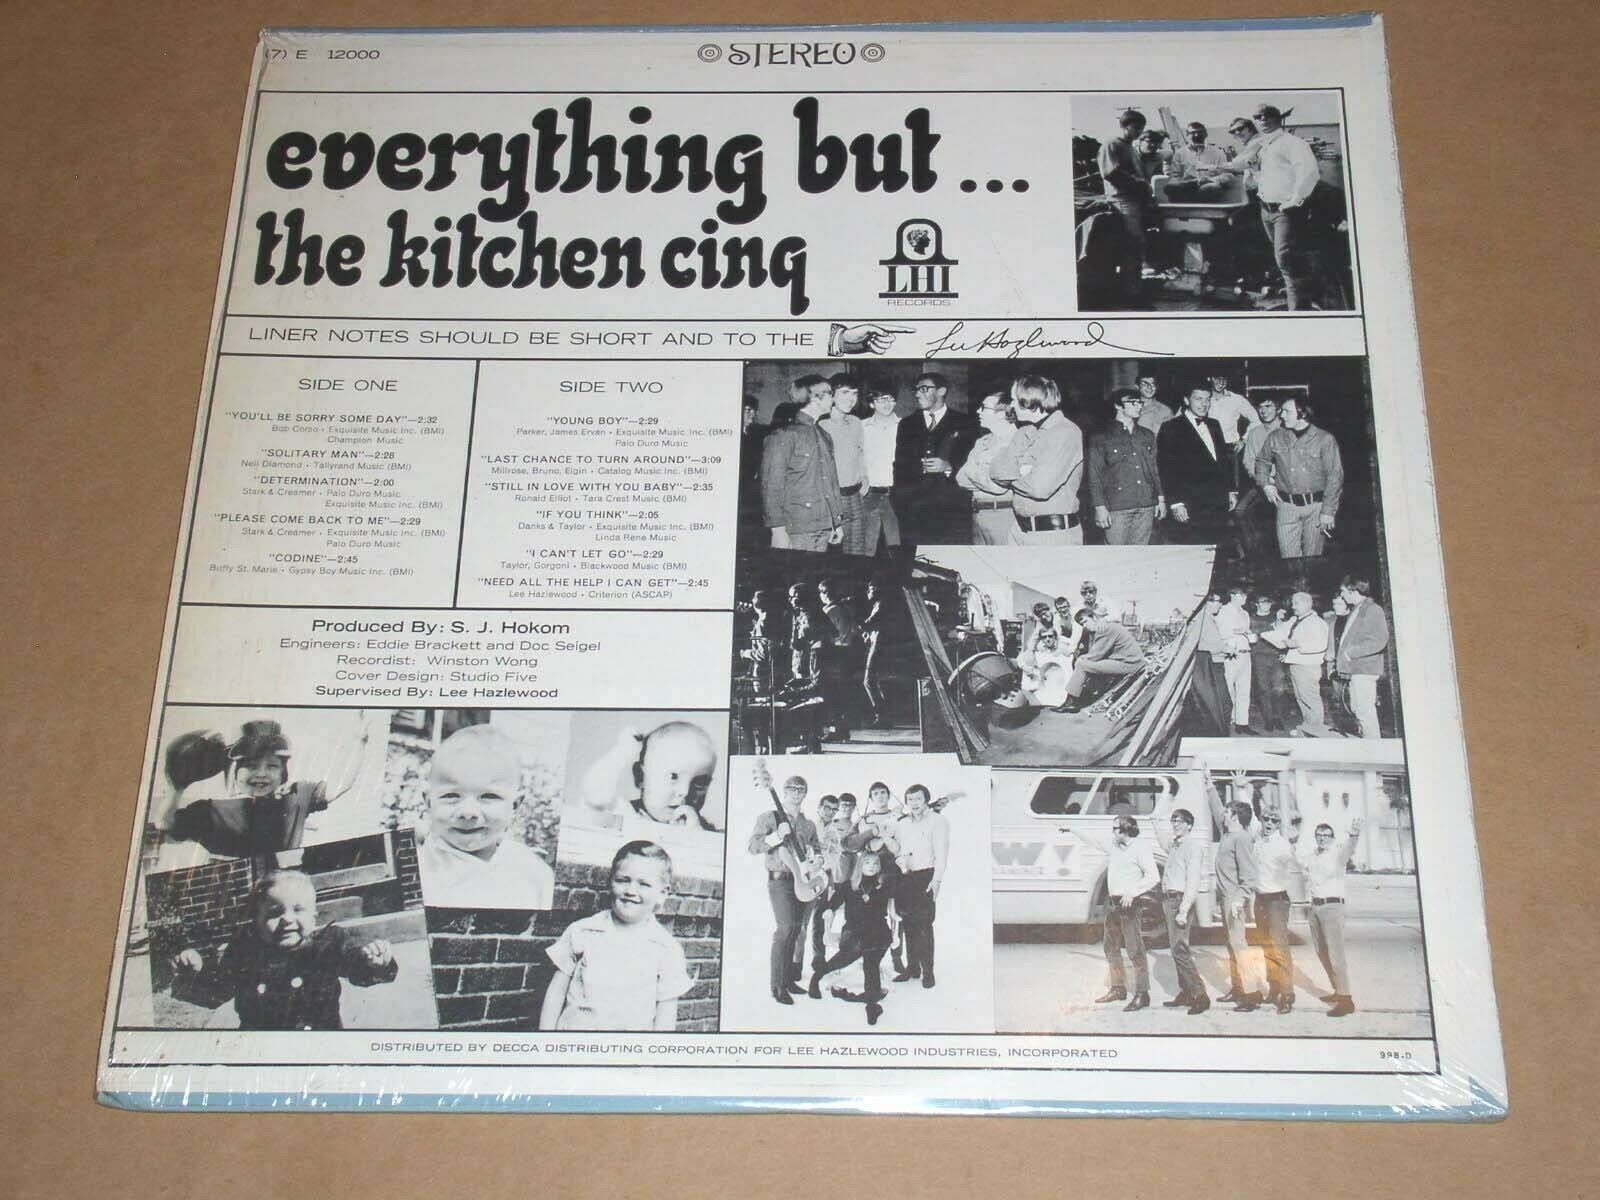 (7) E 12000
STEREO
everything but ...
the kitchen cinq
LHI
RECORDS
LINER NOTES SHOULD BE SHORT AND TO THE
Lee Hazlewood
SIDE ONE
"YOU'LL BE SORRY SOME DAY"—2:32
Bob Corso • Exquisite Music Inc. (BMI)
Champion Music
"SOLITARY MAN"—2:28
Neil Diamond • Tallyrand Music (BMI)
"DETERMINATION"—2:00
Stark & Creamer • Palo Duro Music
Exquisite Music Inc. (BMI)
"PLEASE COME BACK TO ME"—2:29
Stark & Creamer • Exquisite Music Inc. (BMI)
Palo Duro Music
"CODINE"—2:45
Buffy St. Marie • Gypsy Boy Music Inc. (BMI)
SIDE TWO
"YOUNG BOY"—2:29
Parker, James Ervan • Exquisite Music Inc. (BMI)
Palo Duro Music
"LAST CHANCE TO TURN AROUND"—3:09
Millrose, Bruno, Elgin • Catalog Music Inc. (BMI)
"STILL IN LOVE WITH YOU BABY"—2:35
Ronald Elliot • Tara Crest Music (BMI)
"IF YOU THINK"—2:05
Danks & Taylor • Exquisite Music Inc. (BMI)
Linda Rene Music
"I CAN'T LET GO"—2:29
Taylor, Gorgoni • Blackwood Music (BMI)
"NEED ALL THE HELP I CAN GET"—2:45
Lee Hazlewood • Criterion (ASCAP)
Produced By: S. J. Hokom
Engineers: Eddie Brackett and Doc Seigel
Recordist: Winston Wong
Cover Design: Studio Five
Supervised By: Lee Hazlewood
W!
DISTRIBUTED BY DECCA DISTRIBUTING CORPORATION FOR LEE HAZLEWOOD INDUSTRIES, INCORPORATED
998-D